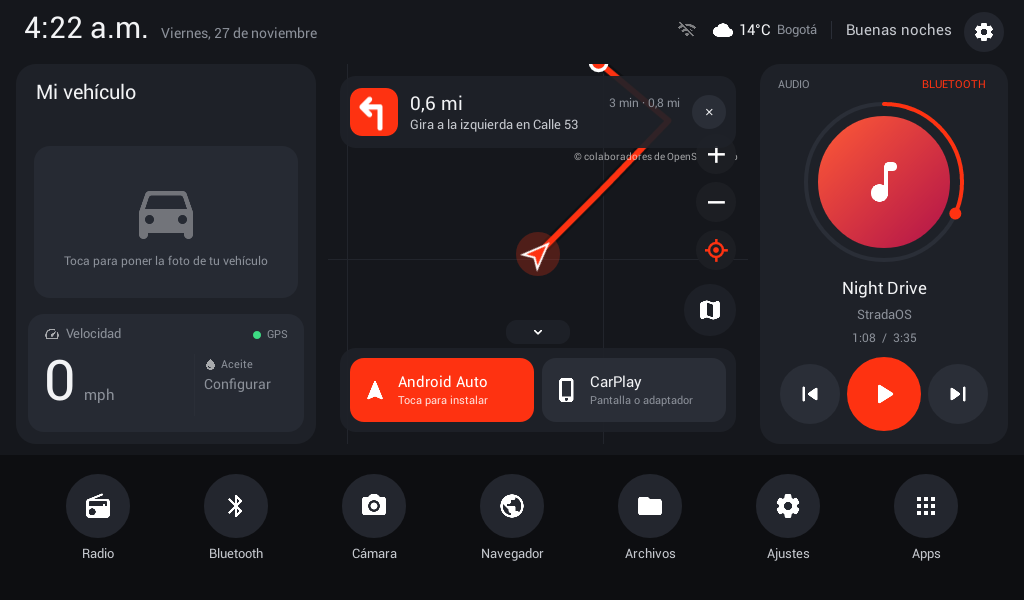 4:22 a.m.
Viernes, 27 de noviembre
14°C Bogotá
Buenas noches
Mi vehículo
Toca para poner la foto de tu vehículo
Velocidad
GPS
0 mph
Aceite
Configurar
0,6 mi
3 min · 0,8 mi
Gira a la izquierda en Calle 53
© colaboradores de OpenS
Android Auto
Toca para instalar
CarPlay
Pantalla o adaptador
AUDIO
BLUETOOTH
Night Drive
StradaOS
1:08 / 3:35
Radio
Bluetooth
Cámara
Navegador
Archivos
Ajustes
Apps